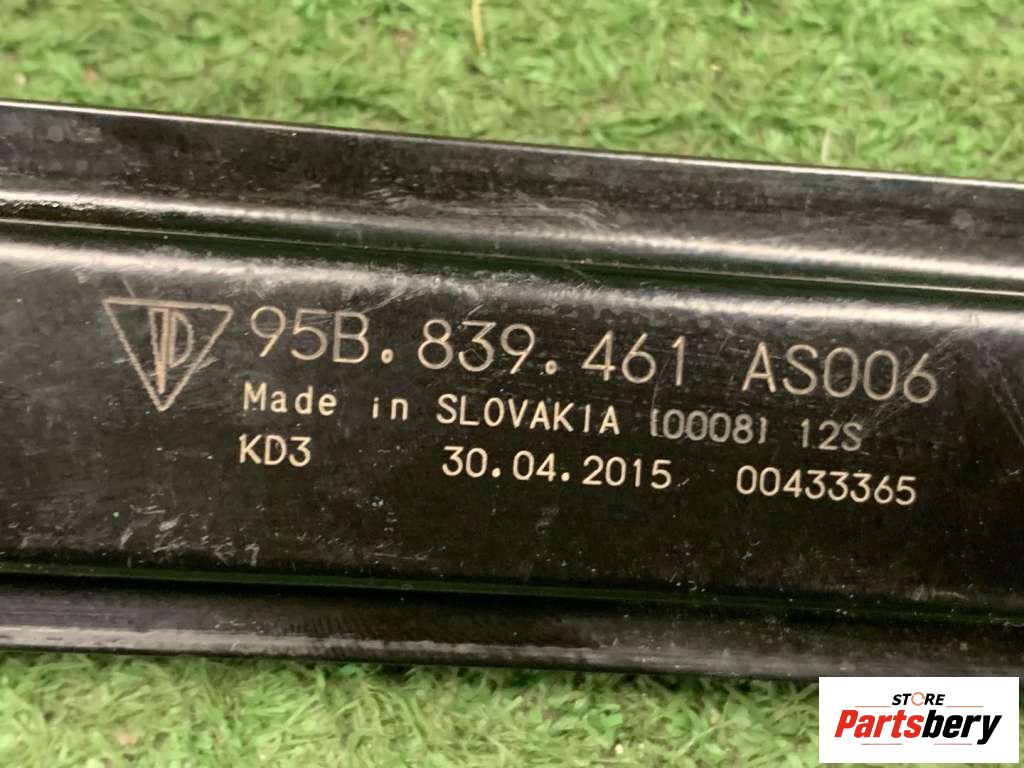 95B.839.461 AS006
Made in SLOVAKIA {0008} 12S
KD3 30.04.2015 00433365
STORE
Partsbery